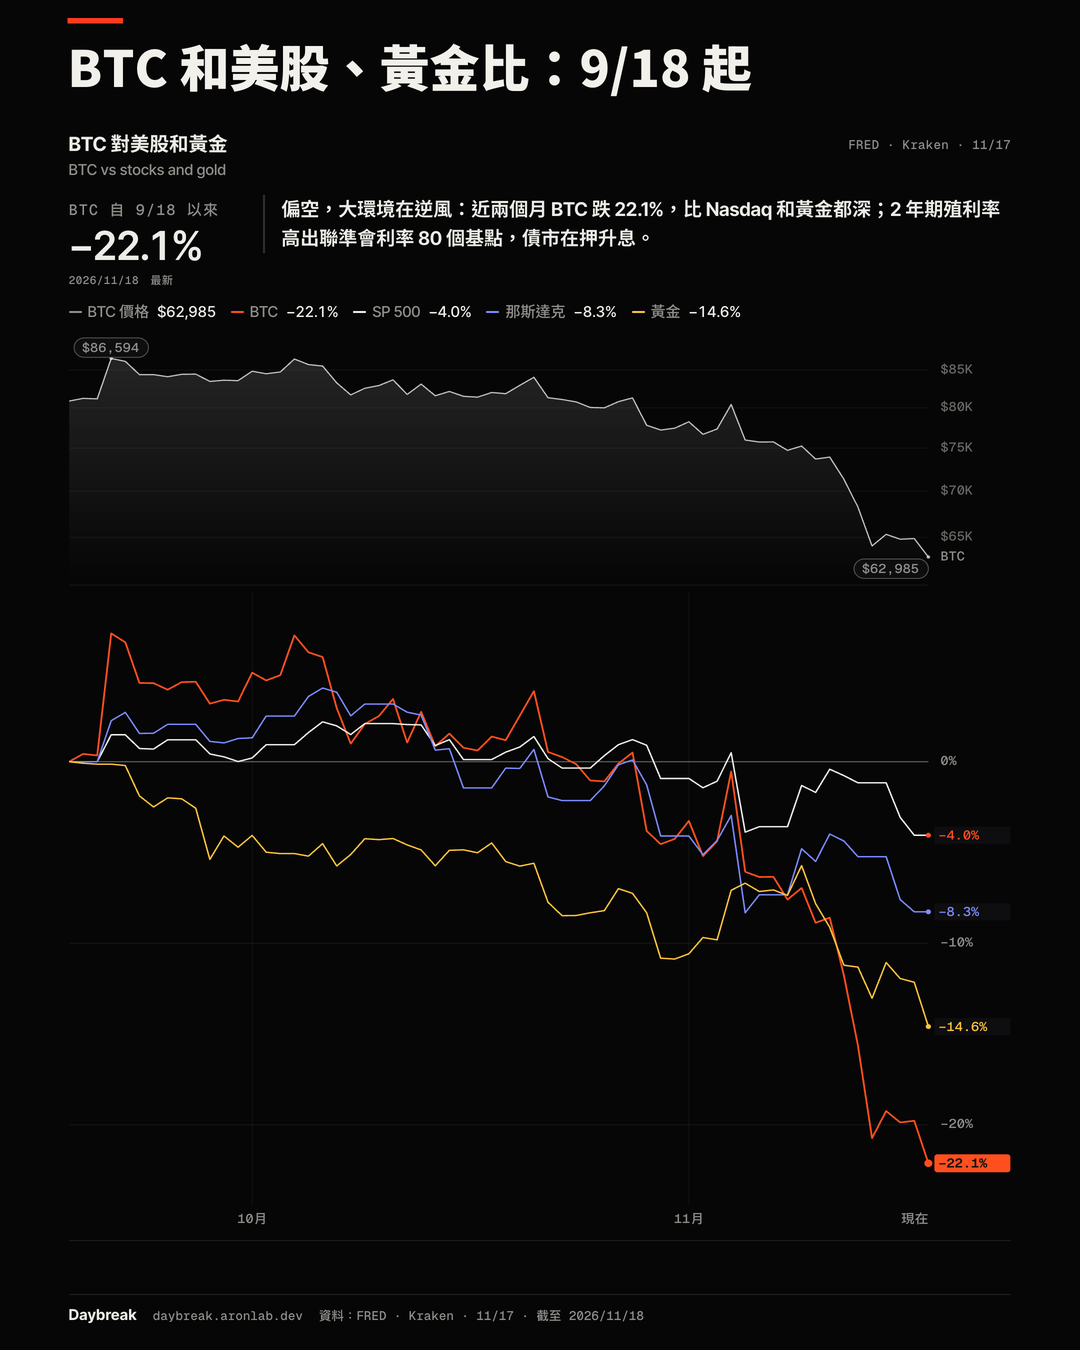 BTC 和美股、黃金比：9/18 起
BTC 對美股和黃金
FRED · Kraken · 11/17
BTC vs stocks and gold
BTC 自 9/18 以來
−22.1%
2026/11/18 最新
偏空，大環境在逆風：近兩個月 BTC 跌 22.1%，比 Nasdaq 和黃金都深；2 年期殖利率
高出聯準會利率 80 個基點，債市在押升息。
BTC 價格 $62,985 BTC −22.1% SP 500 −4.0% 那斯達克 −8.3% 黃金 −14.6%
$86,594
$85K
$80K
$75K
$70K
$65K
BTC
$62,985
0%
−4.0%
−8.3%
−10%
−14.6%
−20%
−22.1%
10月 11月 現在
Daybreak daybreak.aronlab.dev 資料：FRED · Kraken · 11/17 · 截至 2026/11/18